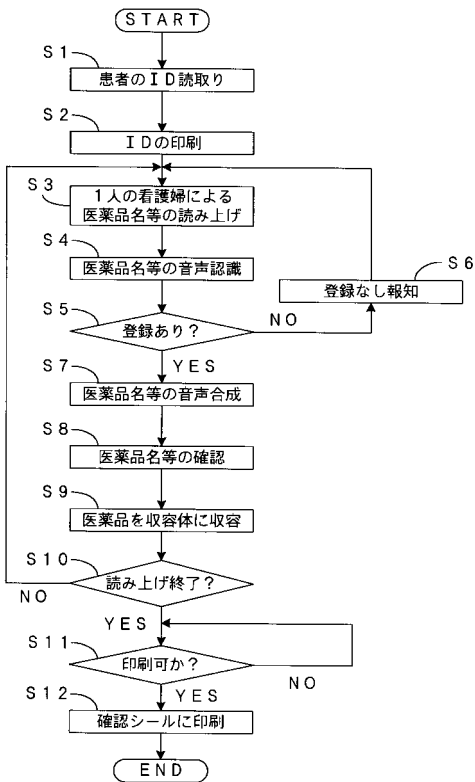 START
S1
患者のID読取り
S2
IDの印刷
S3
1人の看護婦による
医薬品名等の読み上げ
S4
医薬品名等の音声認識
S6
登録なし報知
S5
登録あり？
NO
YES
S7
医薬品名等の音声合成
S8
医薬品名等の確認
S9
医薬品を収容体に収容
S10
読み上げ終了？
NO
YES
S11
印刷可か？
NO
YES
S12
確認シールに印刷
END